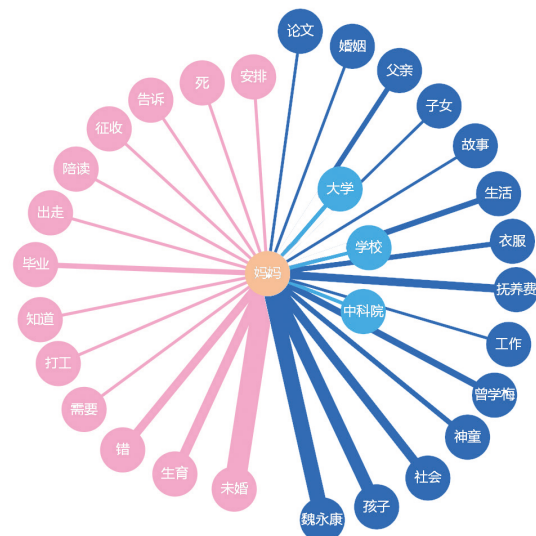 论文
安排
婚姻
死
父亲
告诉
子女
征收
故事
陪读
大学
生活
出走
衣服
学校
毕业
妈妈
抚养费
知道
中科院
工作
打工
曾学梅
需要
神童
错
生育
社会
未婚
孩子
魏永康